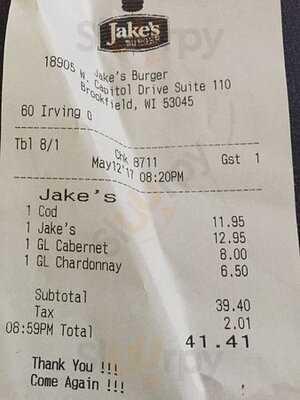 Jake's
18905 W.
Jake's Burger
Capitol Drive Suite 110
Brookfield, WI 53045
60 Irving O
Tbl 8/1 Chk 8711 Gst 1
May12'17 08:20PM
Jake's
1 Cod 11.95
1 Jake's 12.95
1 GL Cabernet 8.00
1 GL Chardonnay 6.50
Subtotal 39.40
Tax 2.01
08:59PM Total 41.41
Thank You !!!
Come Again !!!